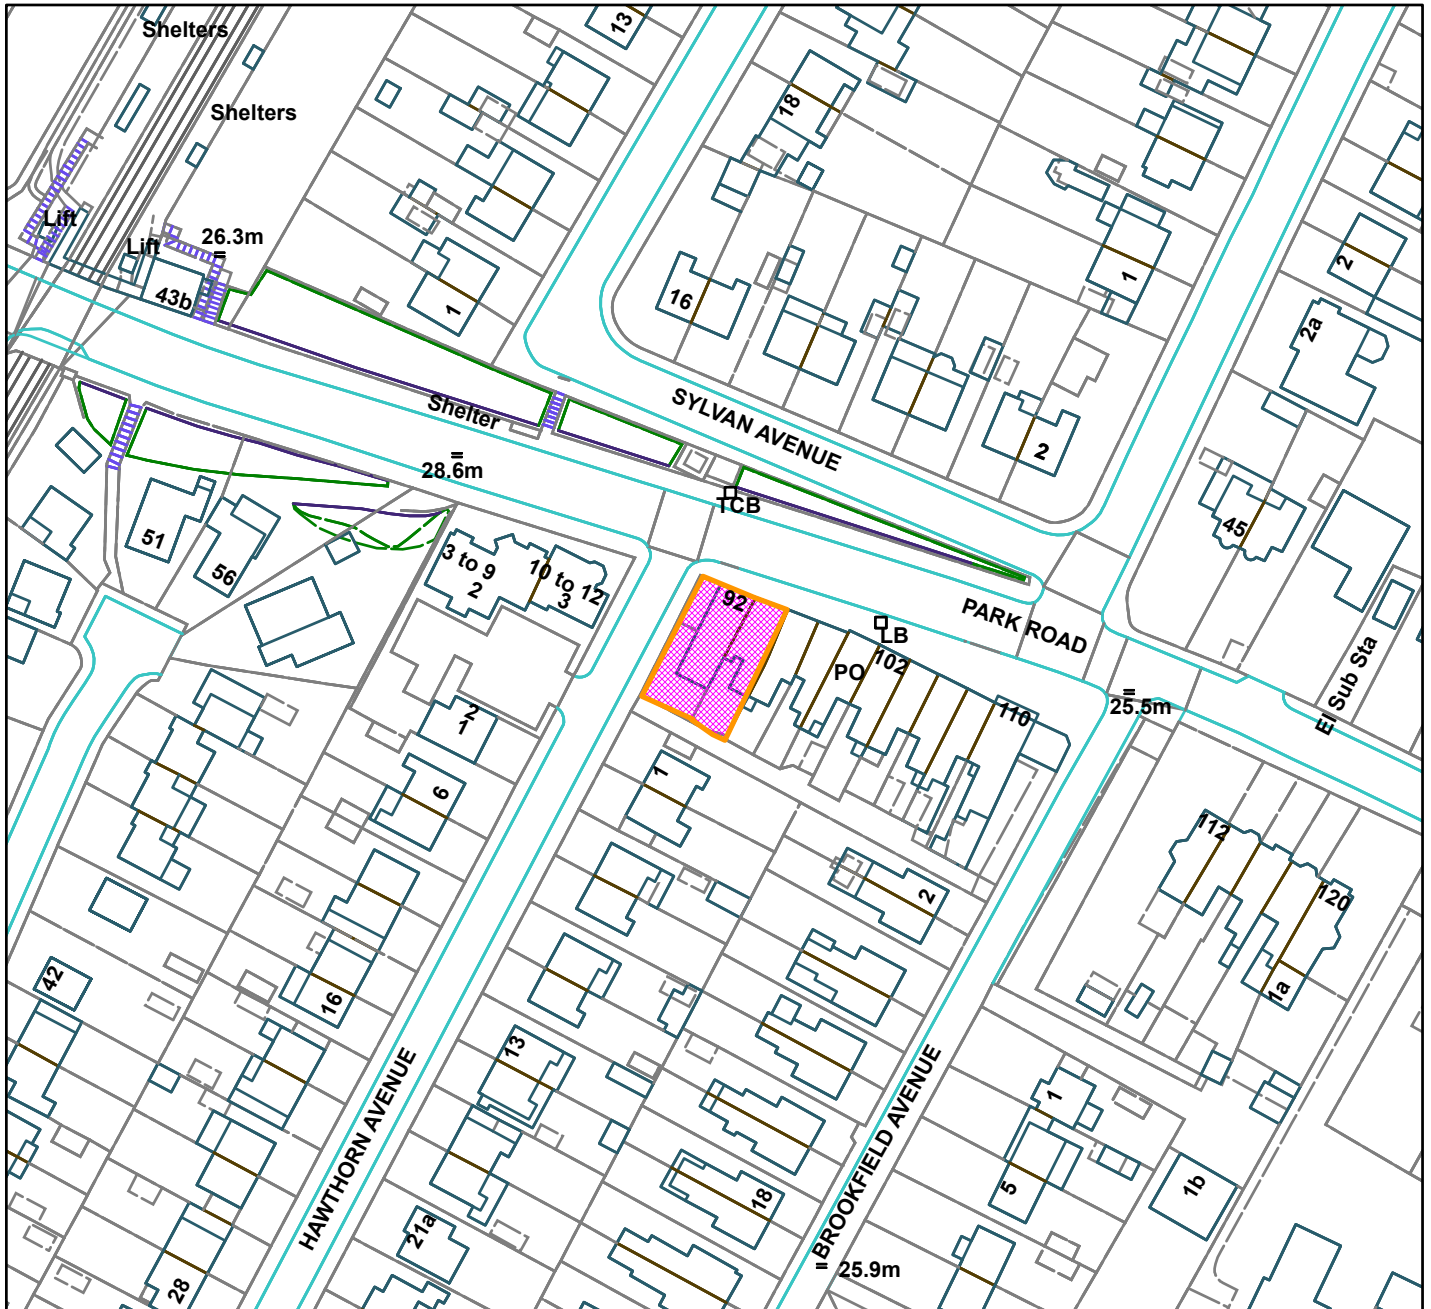 Shelters
13
Shelters
18
Lift
Lift
26.3m
43b
1
16
1
2
2a
Shelter
SYLVAN AVENUE
2
28.6m
TCB
45
51
56
3 to 9
2
10 to 12
3
92
PARK ROAD
LB
PO
102
110
25.5m
El Sub Sta
2
1
6
1
112
120
2
42
16
1a
13
HAWTHORN AVENUE
BROOKFIELD AVENUE
1
5
1b
18
21a
28
25.9m